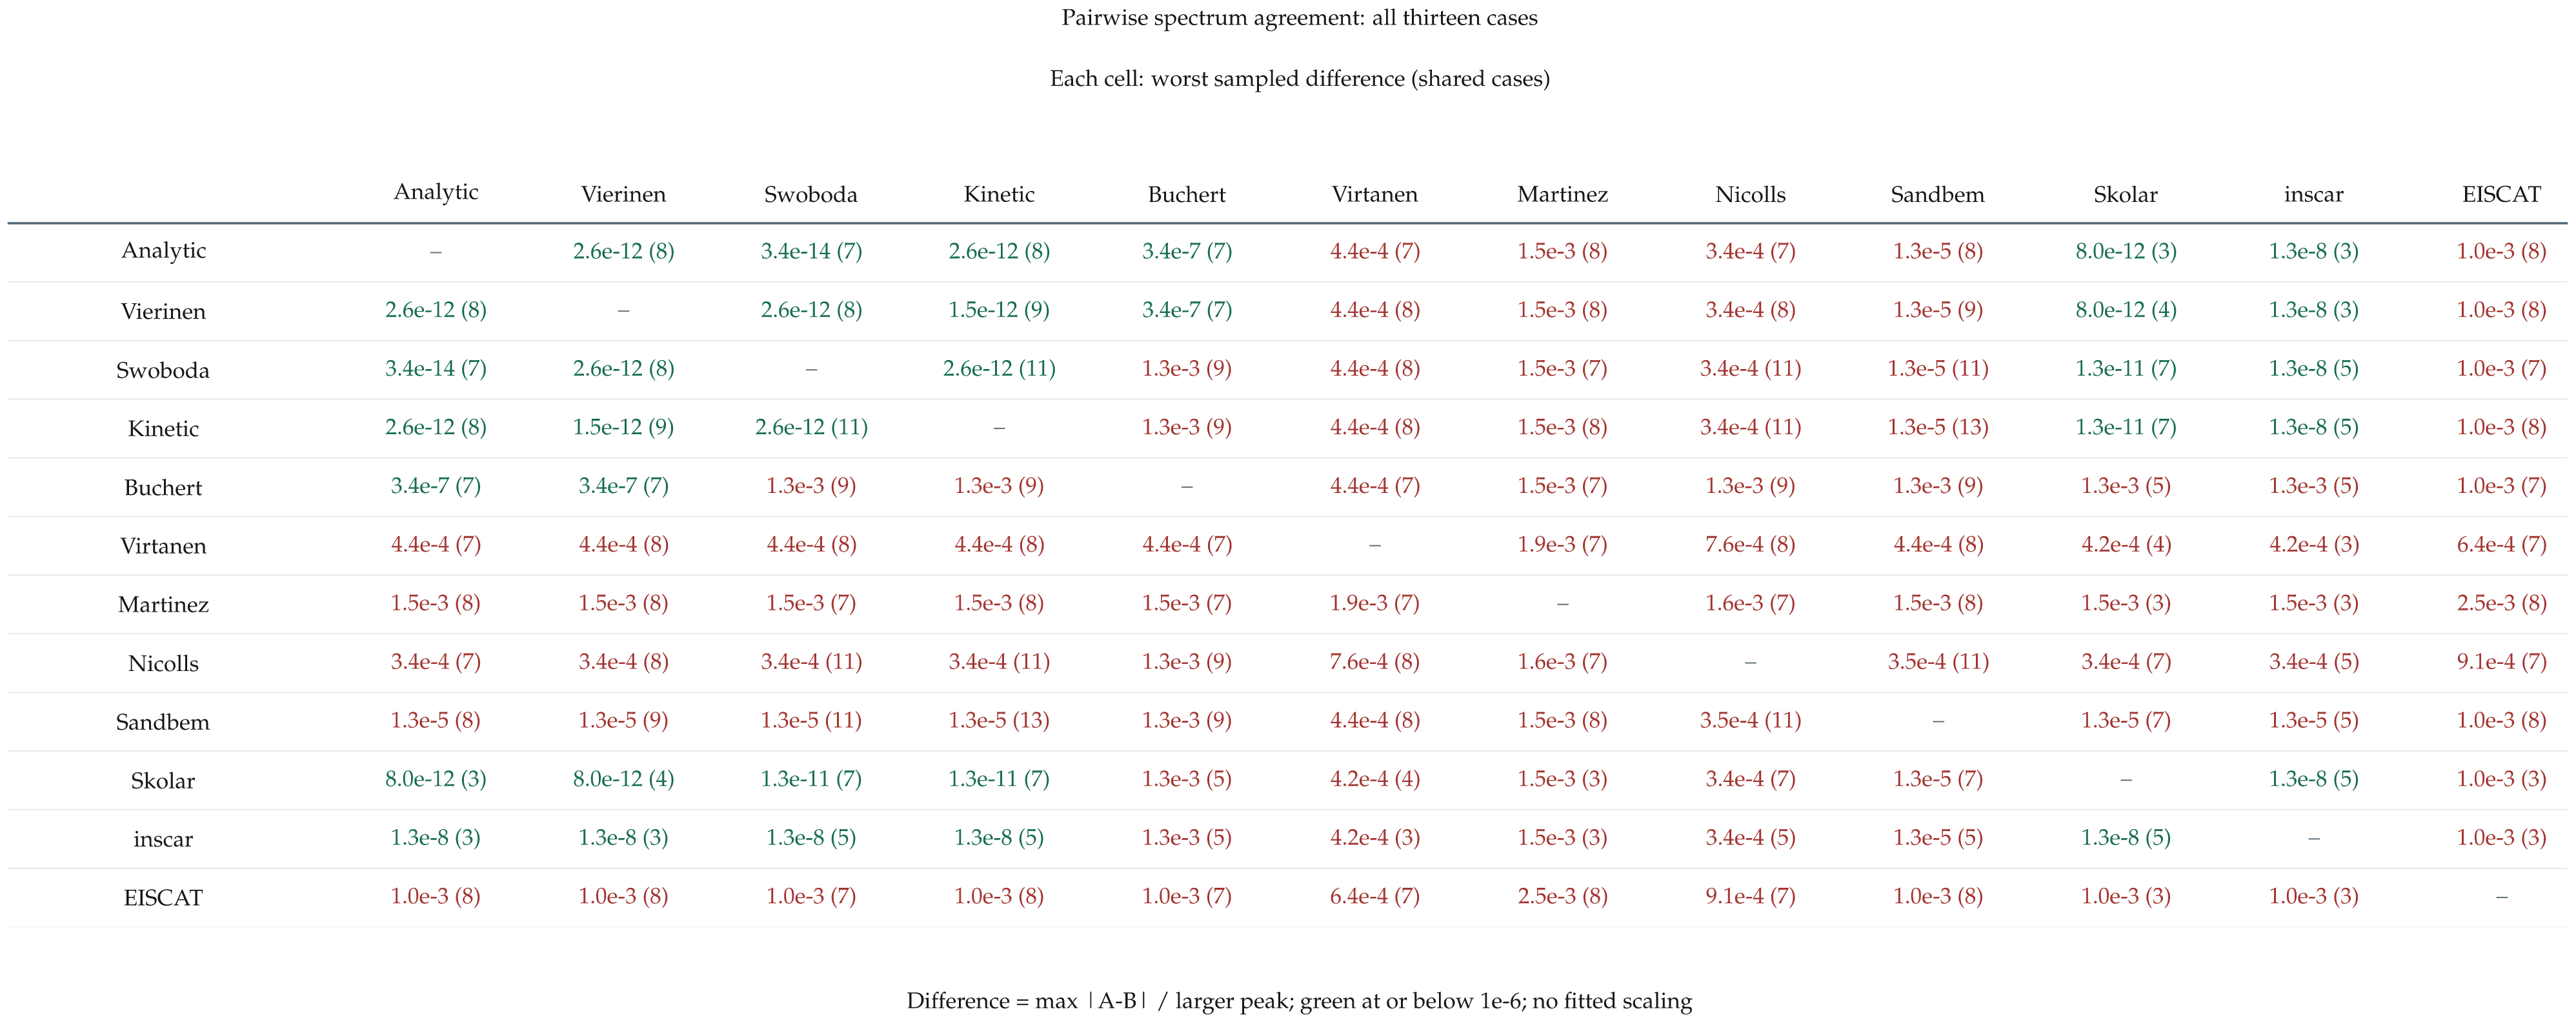 Pairwise spectrum agreement: all thirteen cases
Each cell: worst sampled difference (shared cases)
Analytic Vierinen Swoboda Kinetic Buchert Virtanen Martinez Nicolls Sandbem Skolar inscar EISCAT
Analytic – 2.6e-12 (8) 3.4e-14 (7) 2.6e-12 (8) 3.4e-7 (7) 4.4e-4 (7) 1.5e-3 (8) 3.4e-4 (7) 1.3e-5 (8) 8.0e-12 (3) 1.3e-8 (3) 1.0e-3 (8)
Vierinen 2.6e-12 (8) – 2.6e-12 (8) 1.5e-12 (9) 3.4e-7 (7) 4.4e-4 (8) 1.5e-3 (8) 3.4e-4 (8) 1.3e-5 (9) 8.0e-12 (4) 1.3e-8 (3) 1.0e-3 (8)
Swoboda 3.4e-14 (7) 2.6e-12 (8) – 2.6e-12 (11) 1.3e-3 (9) 4.4e-4 (8) 1.5e-3 (7) 3.4e-4 (11) 1.3e-5 (11) 1.3e-11 (7) 1.3e-8 (5) 1.0e-3 (7)
Kinetic 2.6e-12 (8) 1.5e-12 (9) 2.6e-12 (11) – 1.3e-3 (9) 4.4e-4 (8) 1.5e-3 (8) 3.4e-4 (11) 1.3e-5 (13) 1.3e-11 (7) 1.3e-8 (5) 1.0e-3 (8)
Buchert 3.4e-7 (7) 3.4e-7 (7) 1.3e-3 (9) 1.3e-3 (9) – 4.4e-4 (7) 1.5e-3 (7) 1.3e-3 (9) 1.3e-3 (9) 1.3e-3 (5) 1.3e-3 (5) 1.0e-3 (7)
Virtanen 4.4e-4 (7) 4.4e-4 (8) 4.4e-4 (8) 4.4e-4 (8) 4.4e-4 (7) – 1.9e-3 (7) 7.6e-4 (8) 4.4e-4 (8) 4.2e-4 (4) 4.2e-4 (3) 6.4e-4 (7)
Martinez 1.5e-3 (8) 1.5e-3 (8) 1.5e-3 (7) 1.5e-3 (8) 1.5e-3 (7) 1.9e-3 (7) – 1.6e-3 (7) 1.5e-3 (8) 1.5e-3 (3) 1.5e-3 (3) 2.5e-3 (8)
Nicolls 3.4e-4 (7) 3.4e-4 (8) 3.4e-4 (11) 3.4e-4 (11) 1.3e-3 (9) 7.6e-4 (8) 1.6e-3 (7) – 3.5e-4 (11) 3.4e-4 (7) 3.4e-4 (5) 9.1e-4 (7)
Sandbem 1.3e-5 (8) 1.3e-5 (9) 1.3e-5 (11) 1.3e-5 (13) 1.3e-3 (9) 4.4e-4 (8) 1.5e-3 (8) 3.5e-4 (11) – 1.3e-5 (7) 1.3e-5 (5) 1.0e-3 (8)
Skolar 8.0e-12 (3) 8.0e-12 (4) 1.3e-11 (7) 1.3e-11 (7) 1.3e-3 (5) 4.2e-4 (4) 1.5e-3 (3) 3.4e-4 (7) 1.3e-5 (7) – 1.3e-8 (5) 1.0e-3 (3)
inscar 1.3e-8 (3) 1.3e-8 (3) 1.3e-8 (5) 1.3e-8 (5) 1.3e-3 (5) 4.2e-4 (3) 1.5e-3 (3) 3.4e-4 (5) 1.3e-5 (5) 1.3e-8 (5) – 1.0e-3 (3)
EISCAT 1.0e-3 (8) 1.0e-3 (8) 1.0e-3 (7) 1.0e-3 (8) 1.0e-3 (7) 6.4e-4 (7) 2.5e-3 (8) 9.1e-4 (7) 1.0e-3 (8) 1.0e-3 (3) 1.0e-3 (3) –
Difference = max |A-B| / larger peak; green at or below 1e-6; no fitted scaling